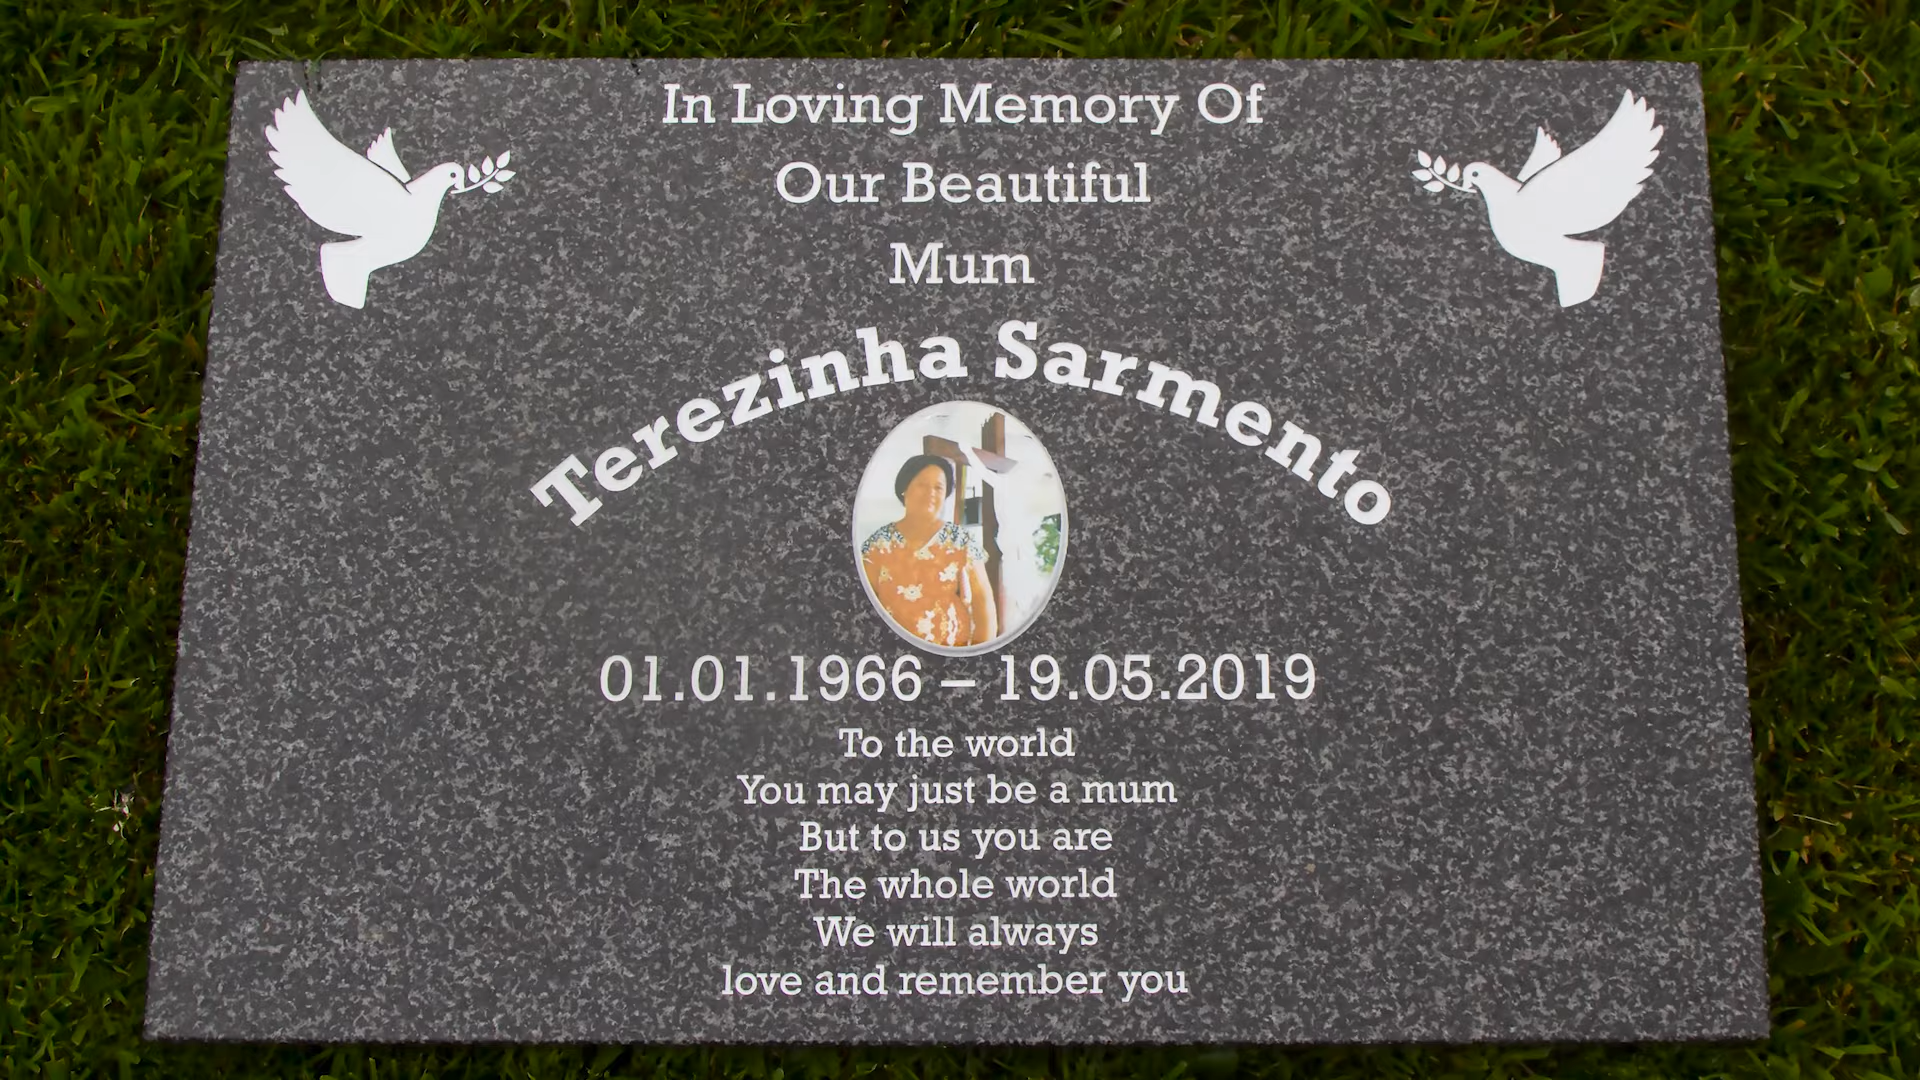 In Loving Memory Of
Our Beautiful
Mum
Terezinha Sarmento
01.01.1966 – 19.05.2019
To the world
You may just be a mum
But to us you are
The whole world
We will always
love and remember you